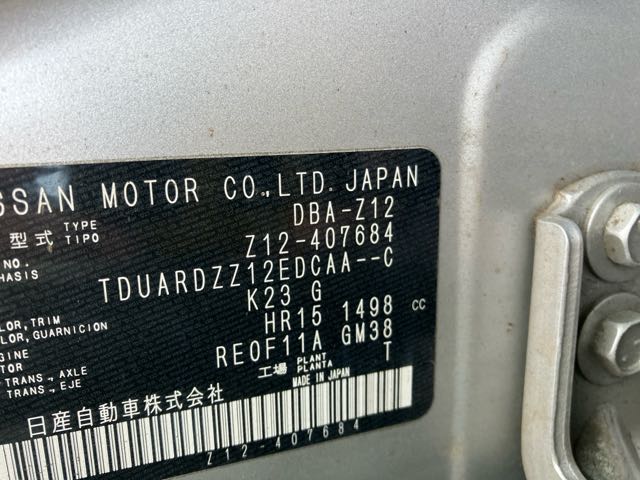 SSAN MOTOR CO.,LTD. JAPAN
型式 TYPE TIPO DBA-Z12
NO. HASIS Z12-407684
TDUARDZZ12EDCAA--C
LOR, TRIM LOR, GUARNICION K23 G
GINE TOR HR15 1498 CC
TRANS., AXLE TRANS., EJE RE0F11A GM38
工場 PLANT PLANTA T
MADE IN JAPAN
日産自動車株式会社
Z12-407684